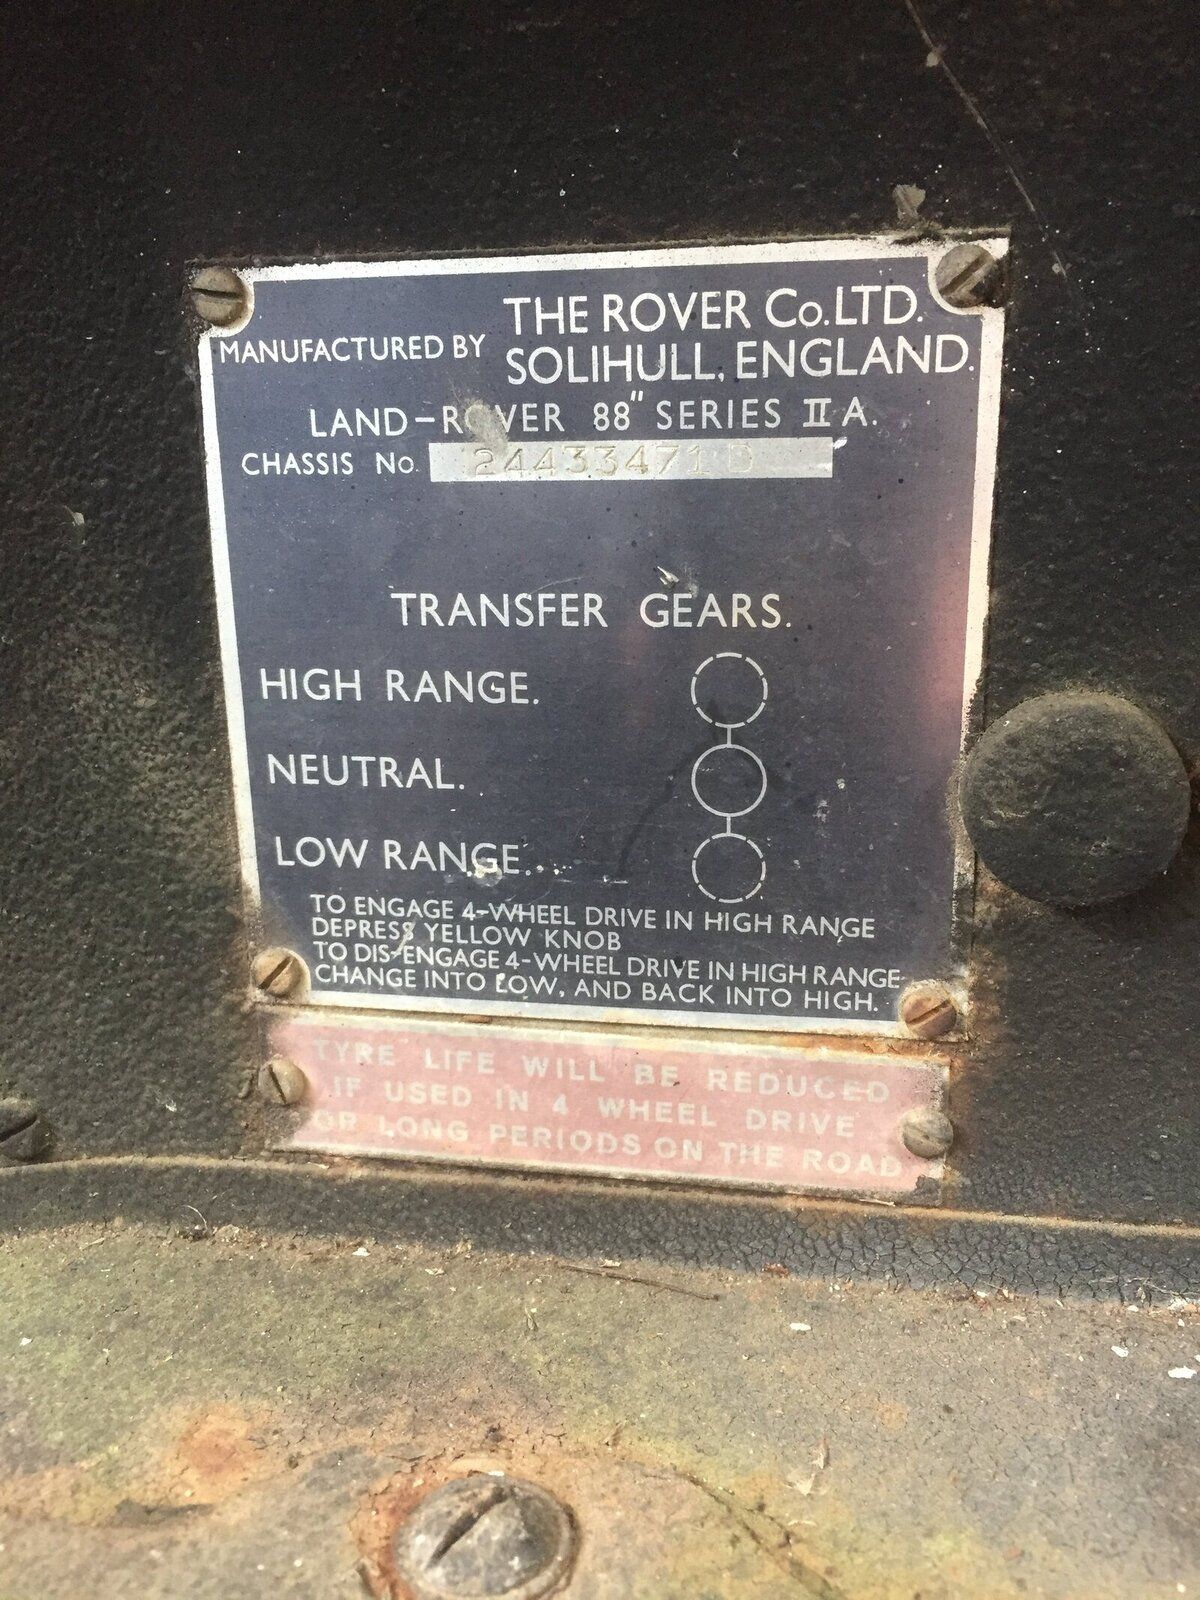 MANUFACTURED BY THE ROVER Co. LTD.
SOLIHULL, ENGLAND.
LAND-ROVER 88" SERIES II A.
CHASSIS No. 24433471 D
TRANSFER GEARS.
HIGH RANGE.
NEUTRAL.
LOW RANGE.
TO ENGAGE 4-WHEEL DRIVE IN HIGH RANGE
DEPRESS YELLOW KNOB
TO DIS-ENGAGE 4-WHEEL DRIVE IN HIGH RANGE
CHANGE INTO LOW, AND BACK INTO HIGH.
TYRE LIFE WILL BE REDUCED
IF USED IN 4 WHEEL DRIVE
OR LONG PERIODS ON THE ROAD